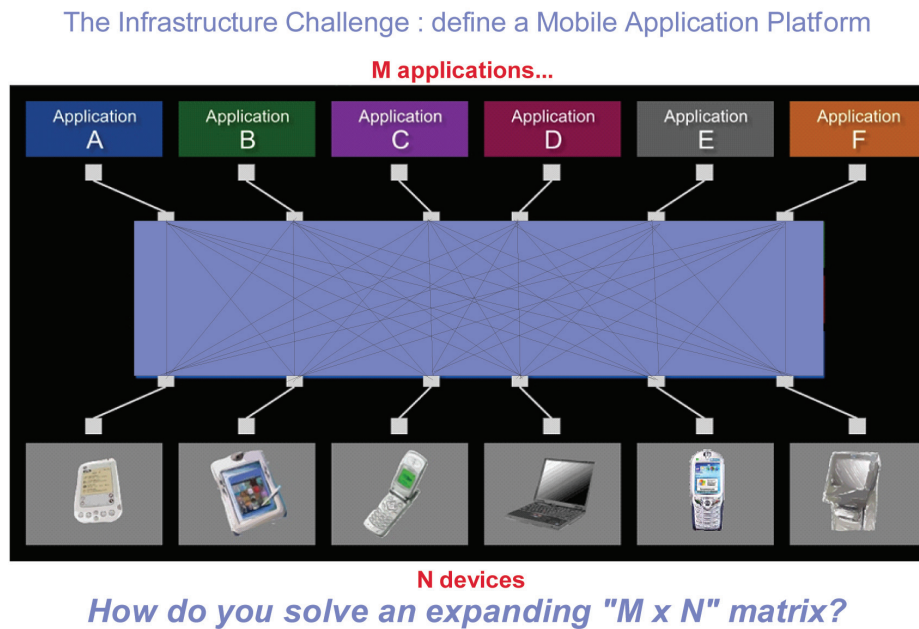 The Infrastructure Challenge : define a Mobile Application Platform
M applications...
Application
A
Application
B
Application
C
Application
D
Application
E
Application
F
N devices
How do you solve an expanding "M x N" matrix?